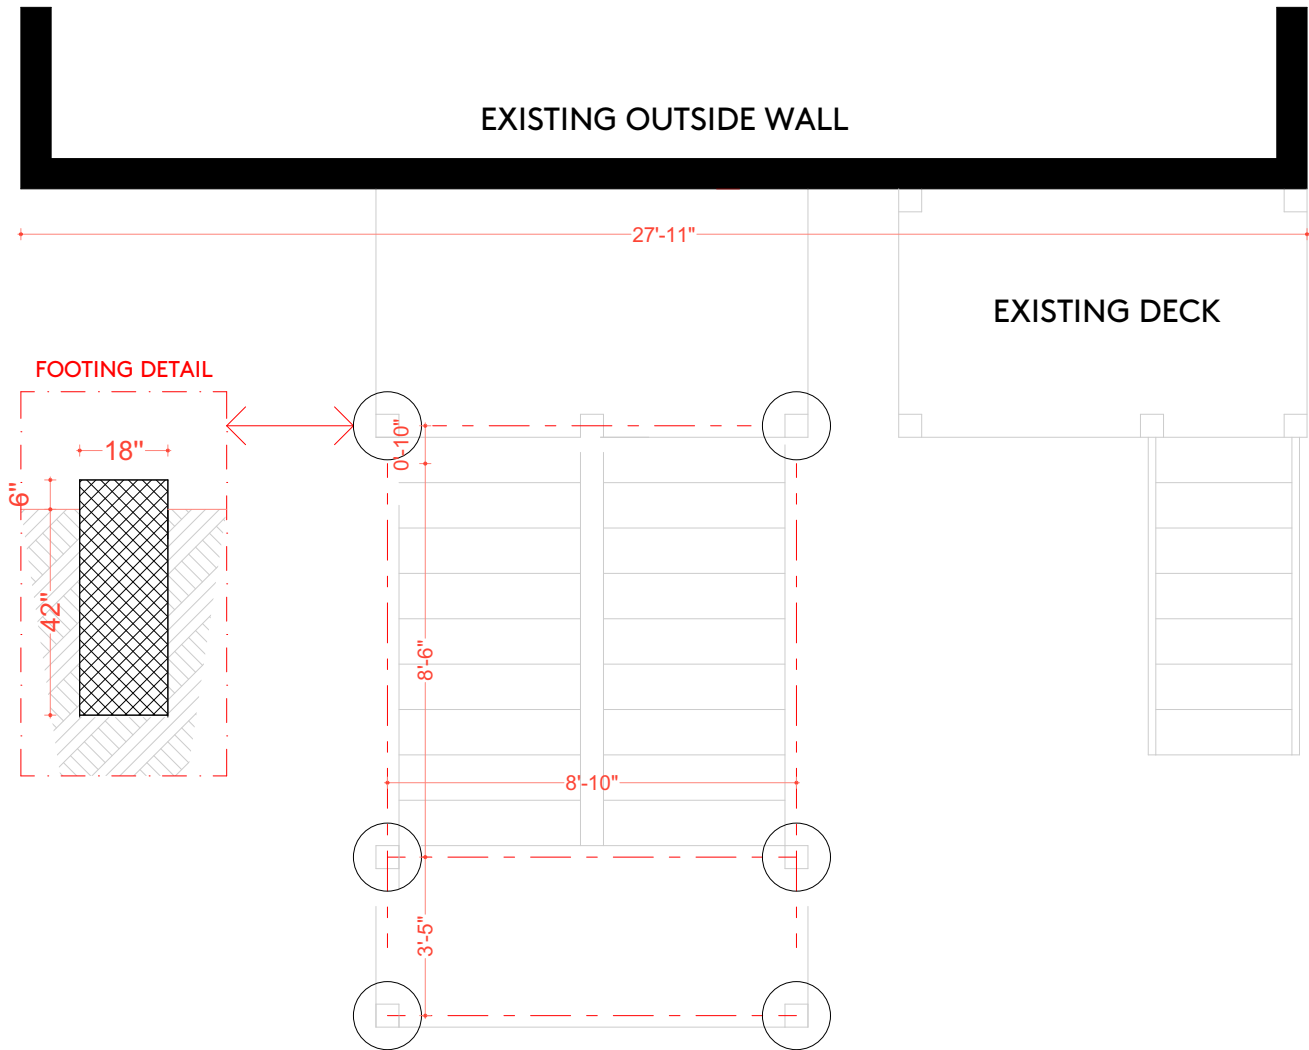 EXISTING OUTSIDE WALL
27'-11"
EXISTING DECK
FOOTING DETAIL
18"
0'-10"
6"
42"
8'-6"
8'-10"
3'-5"